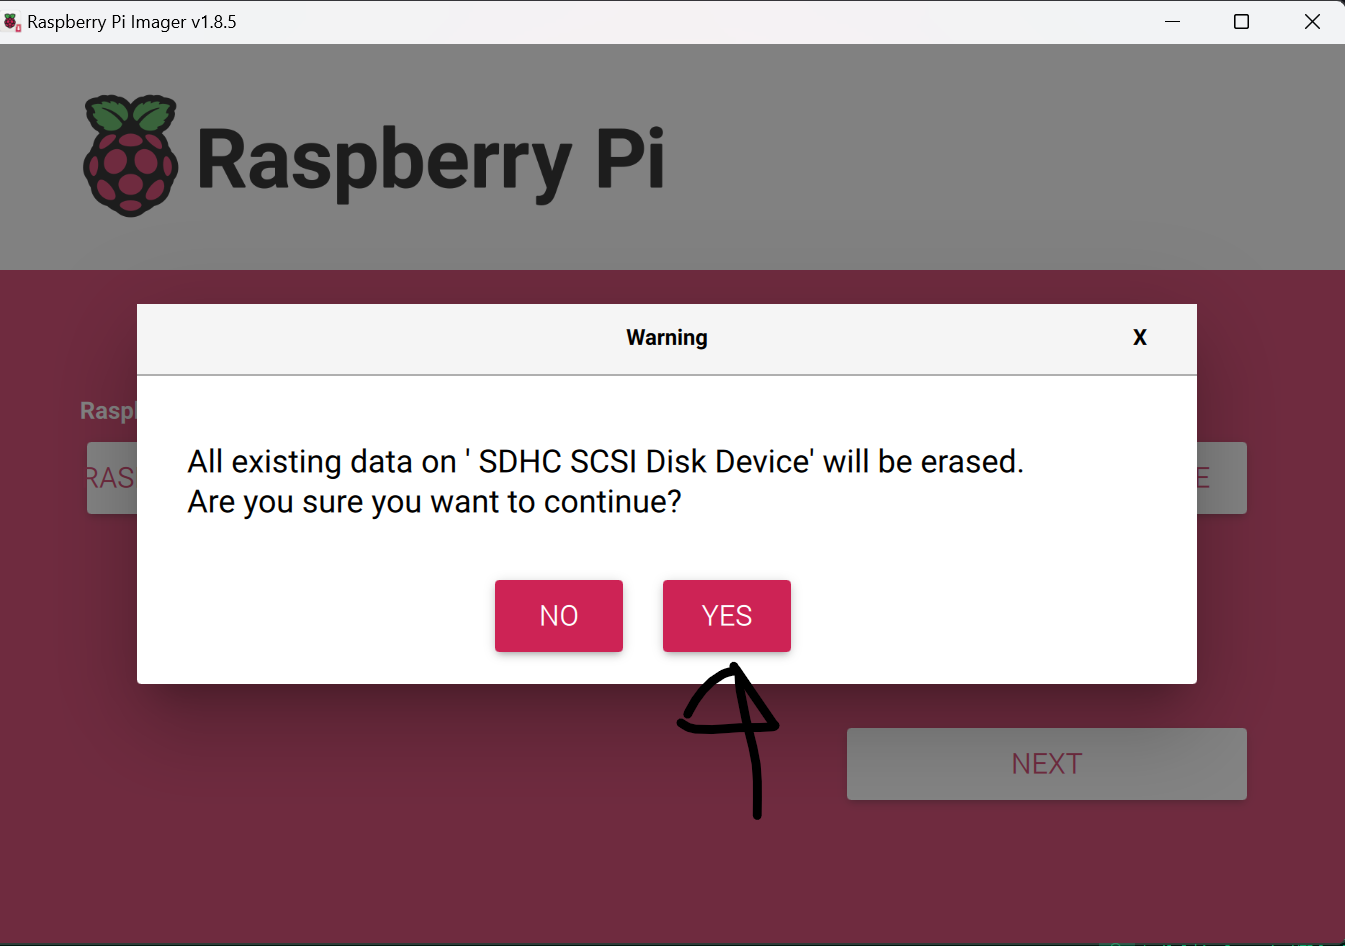 Raspberry Pi Imager v1.8.5
Raspberry Pi
Warning
X
Rasp
All existing data on ' SDHC SCSI Disk Device' will be erased.
Are you sure you want to continue?
RAS
E
NO
YES
NEXT